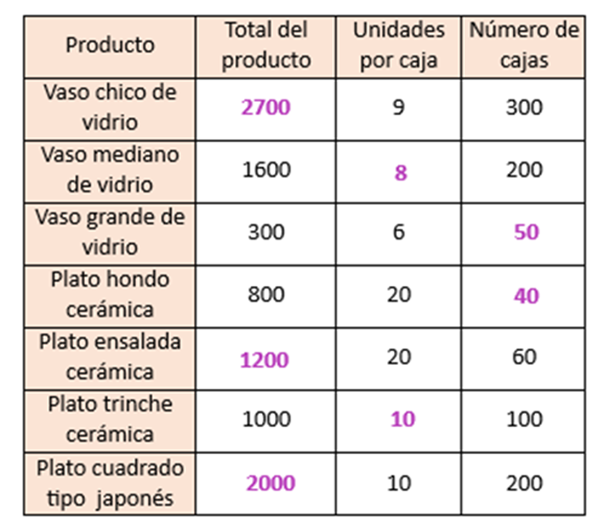 Producto
Total del
producto
Unidades
por caja
Número de
cajas
Vaso chico de
vidrio
2700
9
300
Vaso mediano
de vidrio
1600
8
200
Vaso grande de
vidrio
300
6
50
Plato hondo
cerámica
800
20
40
Plato ensalada
cerámica
1200
20
60
Plato trinche
cerámica
1000
10
100
Plato cuadrado
tipo japonés
2000
10
200